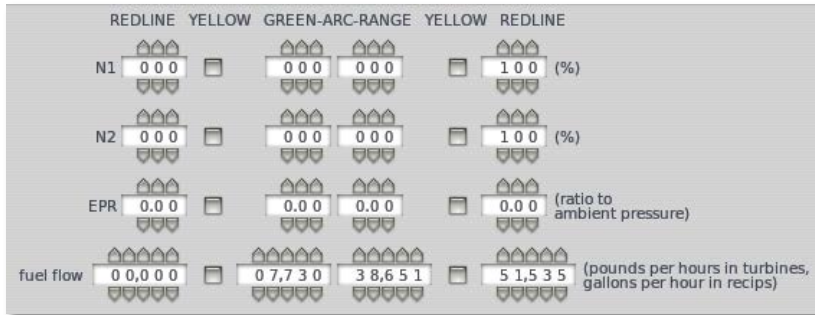 REDLINE YELLOW GREEN-ARC-RANGE YELLOW REDLINE
N1 000 000 000 100 (%)
N2 000 000 000 100 (%)
EPR 0.00 0.00 0.00 0.00 (ratio to
ambient pressure)
fuel flow 00,000 07,730 38,651 51,535 (pounds per hours in turbines,
gallons per hour in recips)